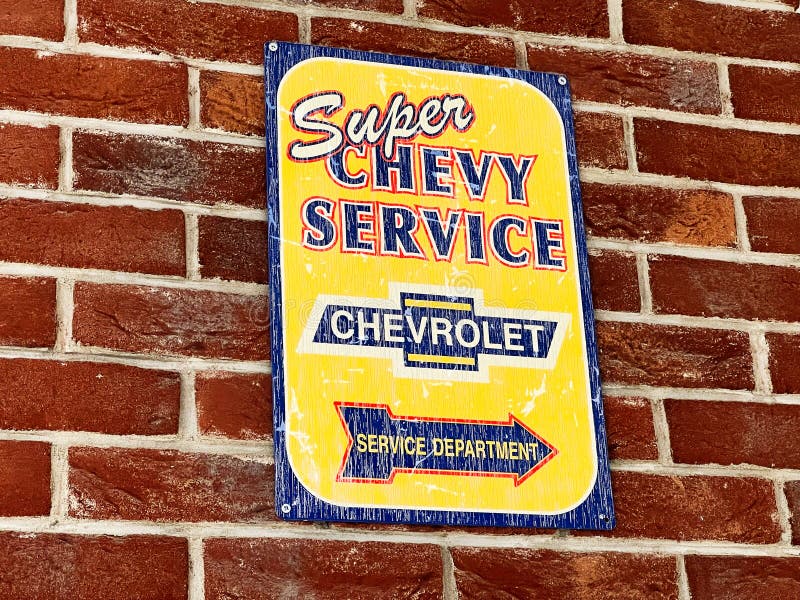 Super
CHEVY
SERVICE
CHEVROLET
SERVICE DEPARTMENT